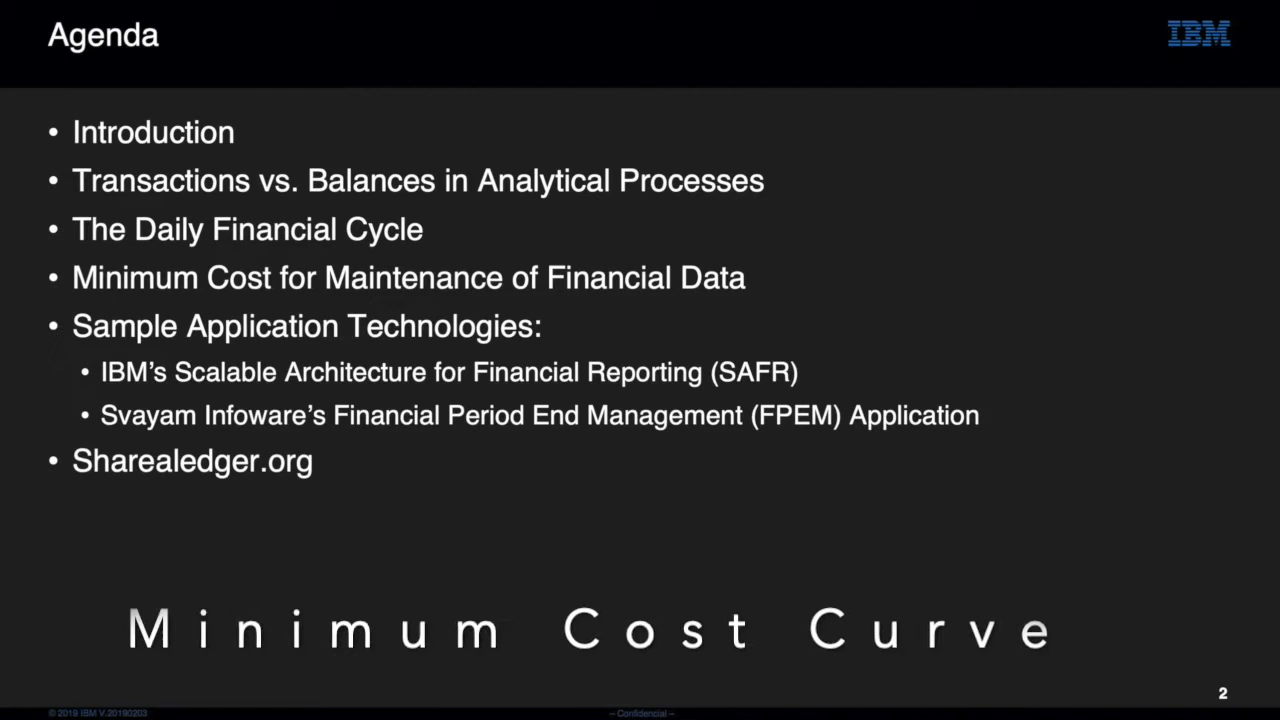 Agenda
IBM
• Introduction
• Transactions vs. Balances in Analytical Processes
• The Daily Financial Cycle
• Minimum Cost for Maintenance of Financial Data
• Sample Application Technologies:
• IBM’s Scalable Architecture for Financial Reporting (SAFR)
• Svayam Infoware’s Financial Period End Management (FPEM) Application
• Sharealedger.org
Minimum Cost Curve
2
© 2019 IBM V.20190203
– Confidencial –